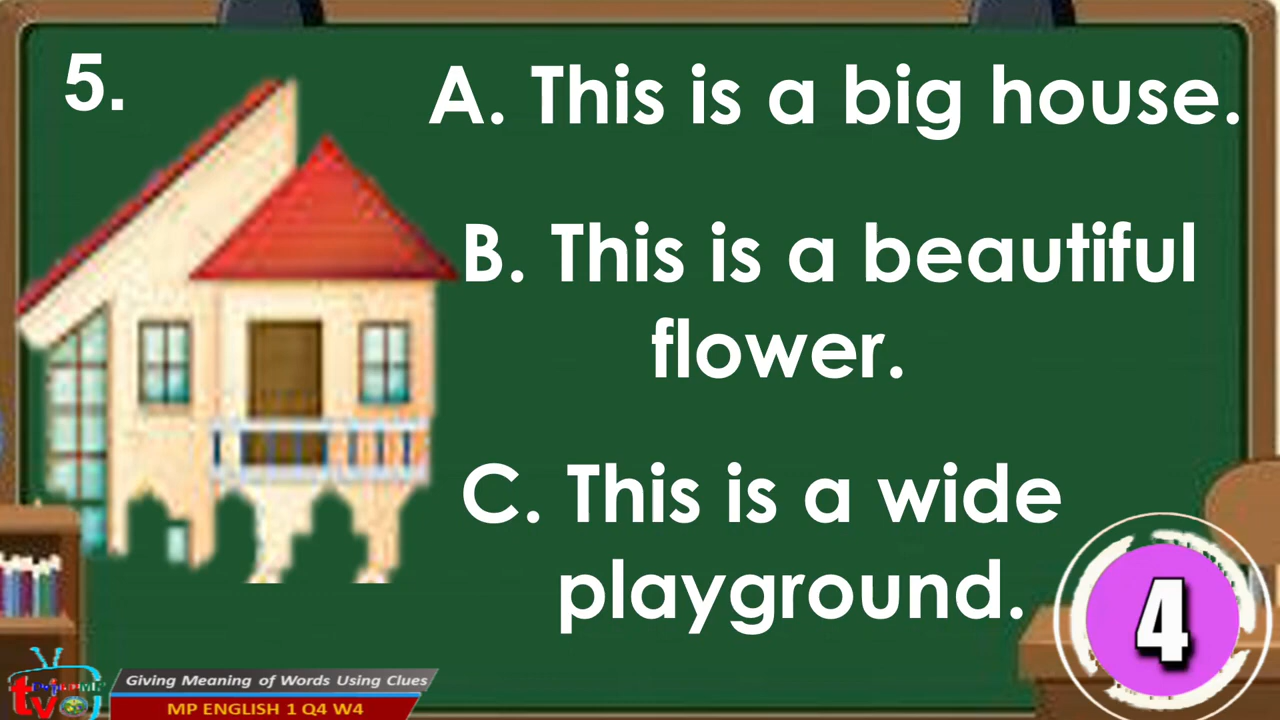 5.
A. This is a big house.
B. This is a beautiful
flower.
C. This is a wide
playground.
4
Giving Meaning of Words Using Clues
MP ENGLISH 1 Q4 W4
tv